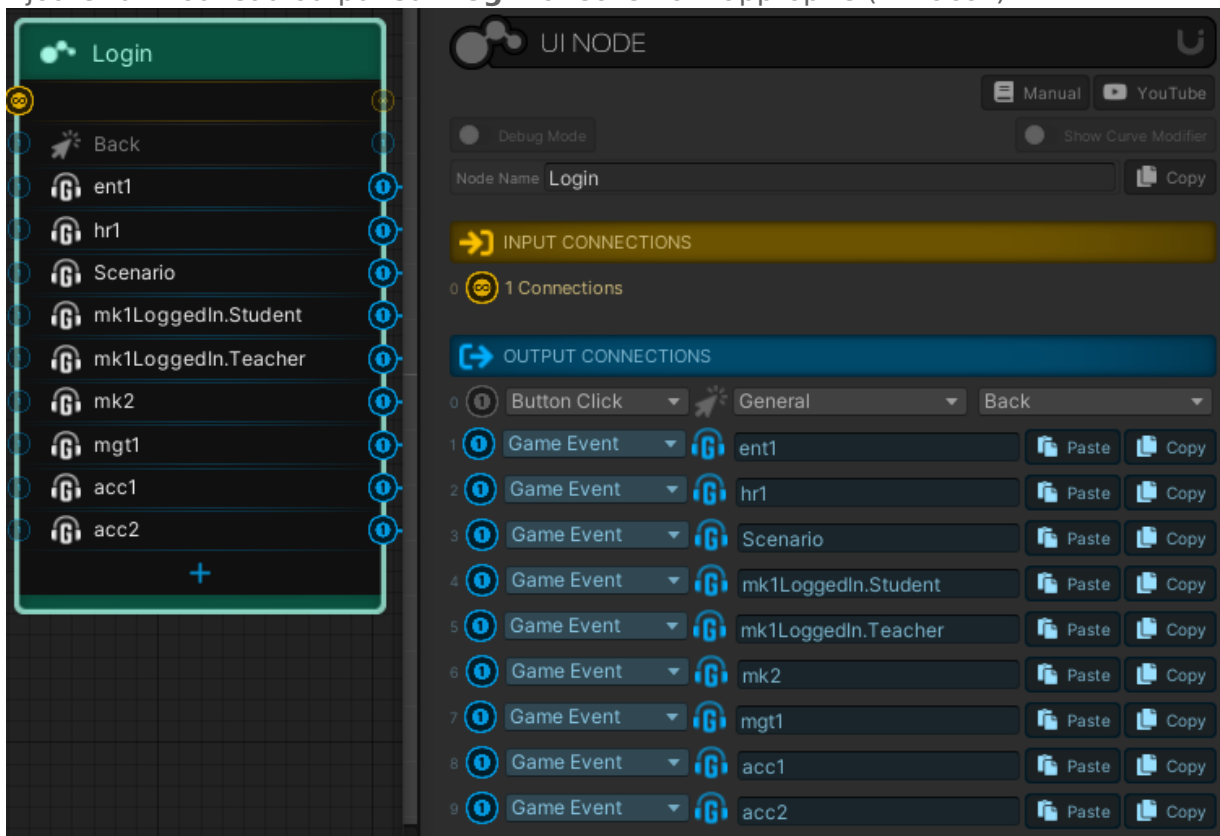 Login
Back
ent1
hr1
Scenario
mk1LoggedIn.Student
mk1LoggedIn.Teacher
mk2
mgt1
acc1
acc2
+
UI NODE
Manual YouTube
Debug Mode Show Curve Modifier
Node Name Login Copy
INPUT CONNECTIONS
0 1 Connections
OUTPUT CONNECTIONS
0 Button Click General Back
1 Game Event ent1 Paste Copy
2 Game Event hr1 Paste Copy
3 Game Event Scenario Paste Copy
4 Game Event mk1LoggedIn.Student Paste Copy
5 Game Event mk1LoggedIn.Teacher Paste Copy
6 Game Event mk2 Paste Copy
7 Game Event mgt1 Paste Copy
8 Game Event acc1 Paste Copy
9 Game Event acc2 Paste Copy